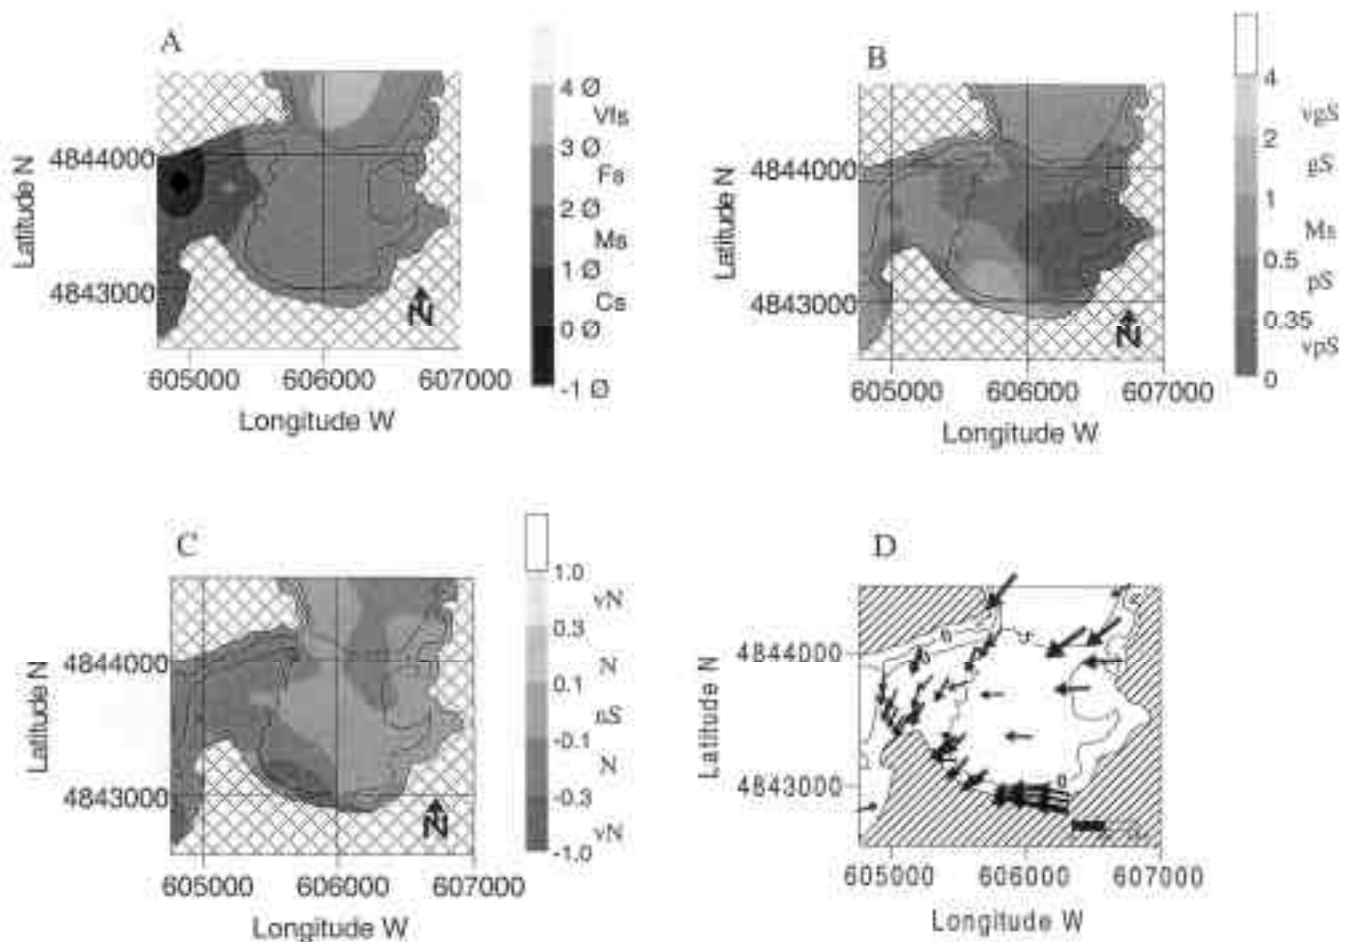 A
4 Ø
Vfs
3 Ø
Fs
2 Ø
Ms
1 Ø
Cs
0 Ø
-1 Ø
4844000
4843000
Latitude N
605000 606000 607000
Longitude W
N
B
4
vgS
2
gS
1
Ms
0.5
pS
0.35
vpS
0
4844000
4843000
Latitude N
605000 606000 607000
Longitude W
N
C
1.0
vN
0.3
N
0.1
nS
-0.1
N
-0.3
vN
-1.0
4844000
4843000
Latitude N
605000 606000 607000
Longitude W
N
D
4844000
4843000
Latitude N
0
0
605000 606000 607000
Longitude W